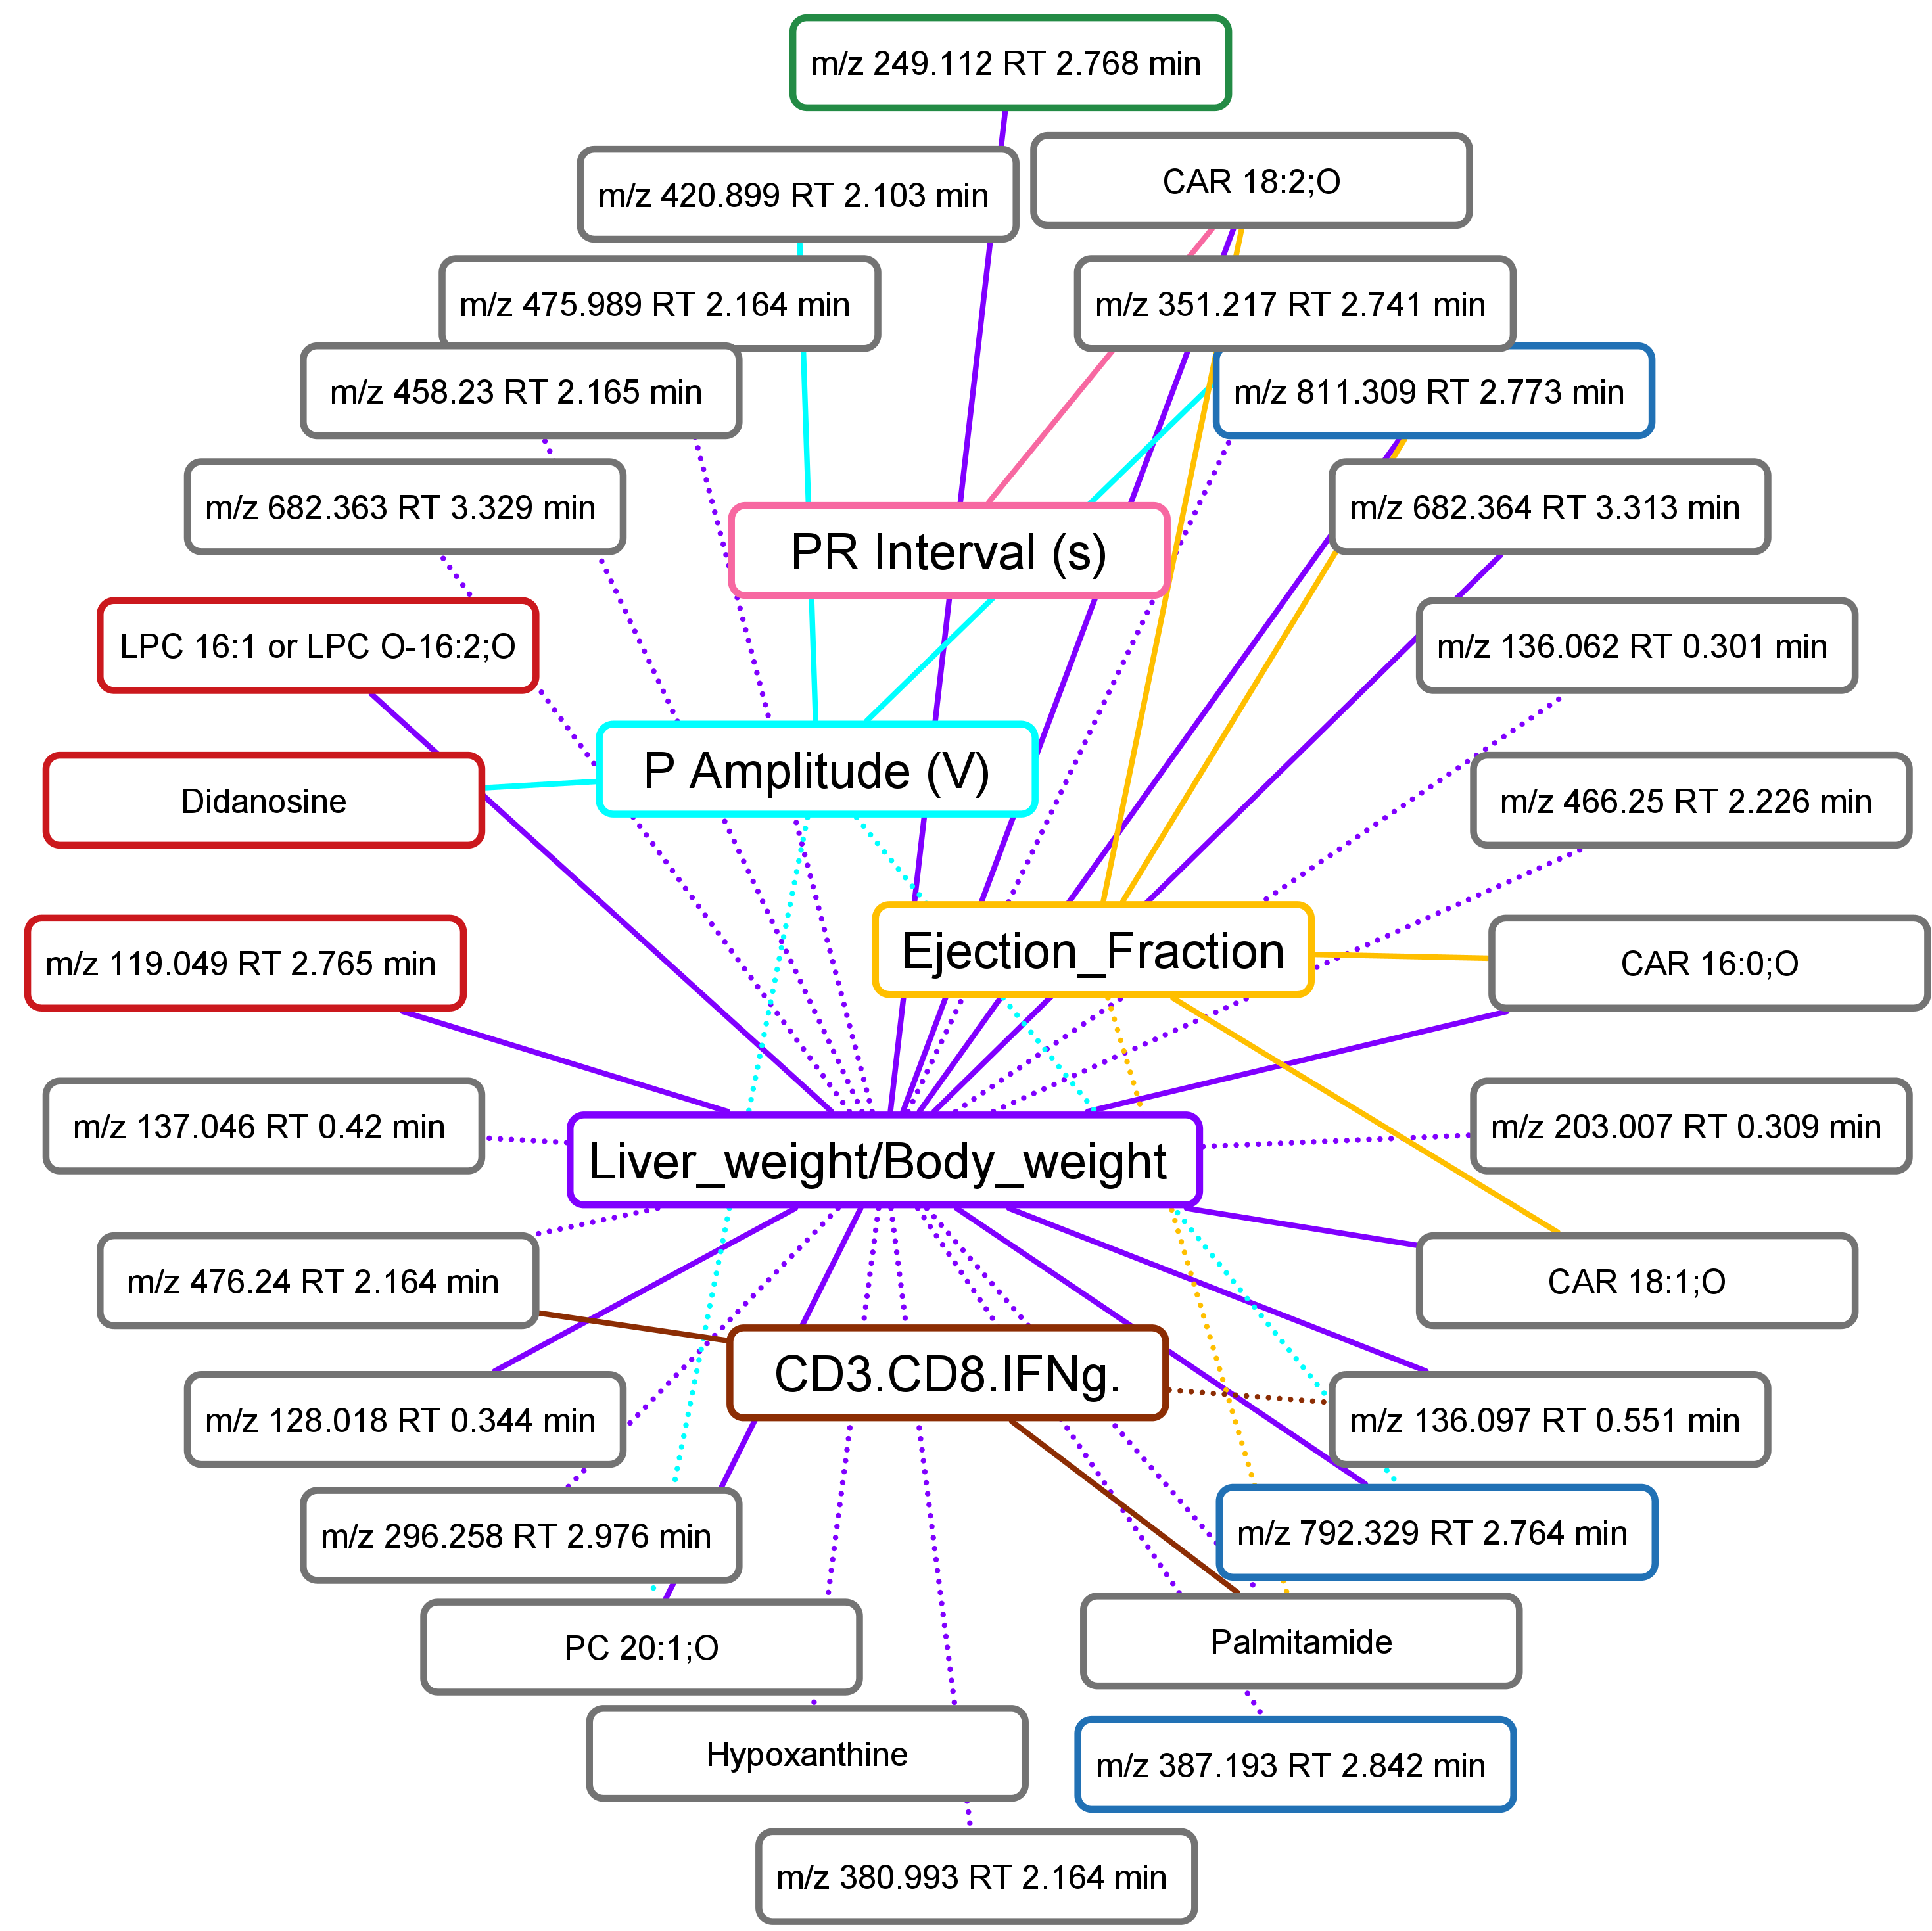 m/z 249.112 RT 2.768 min
CAR 18:2;O
m/z 420.899 RT 2.103 min
m/z 475.989 RT 2.164 min
m/z 351.217 RT 2.741 min
m/z 458.23 RT 2.165 min
m/z 811.309 RT 2.773 min
m/z 682.363 RT 3.329 min
m/z 682.364 RT 3.313 min
PR Interval (s)
LPC 16:1 or LPC O-16:2;O
m/z 136.062 RT 0.301 min
P Amplitude (V)
Didanosine
m/z 466.25 RT 2.226 min
Ejection_Fraction
m/z 119.049 RT 2.765 min
CAR 16:0;O
m/z 137.046 RT 0.42 min
m/z 203.007 RT 0.309 min
Liver_weight/Body_weight
m/z 476.24 RT 2.164 min
CAR 18:1;O
CD3.CD8.IFNg.
m/z 128.018 RT 0.344 min
m/z 136.097 RT 0.551 min
m/z 296.258 RT 2.976 min
m/z 792.329 RT 2.764 min
PC 20:1;O
Palmitamide
Hypoxanthine
m/z 387.193 RT 2.842 min
m/z 380.993 RT 2.164 min